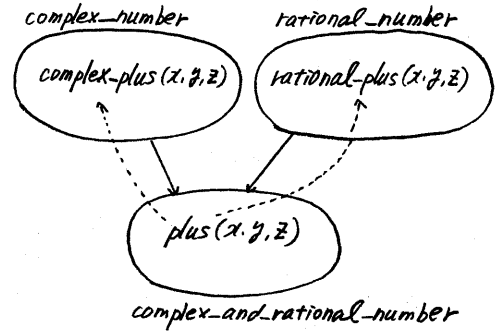 complex_number
rational_number
complex-plus(x,y,z)
rational-plus(x,y,z)
plus(x,y,z)
complex_and_rational_number